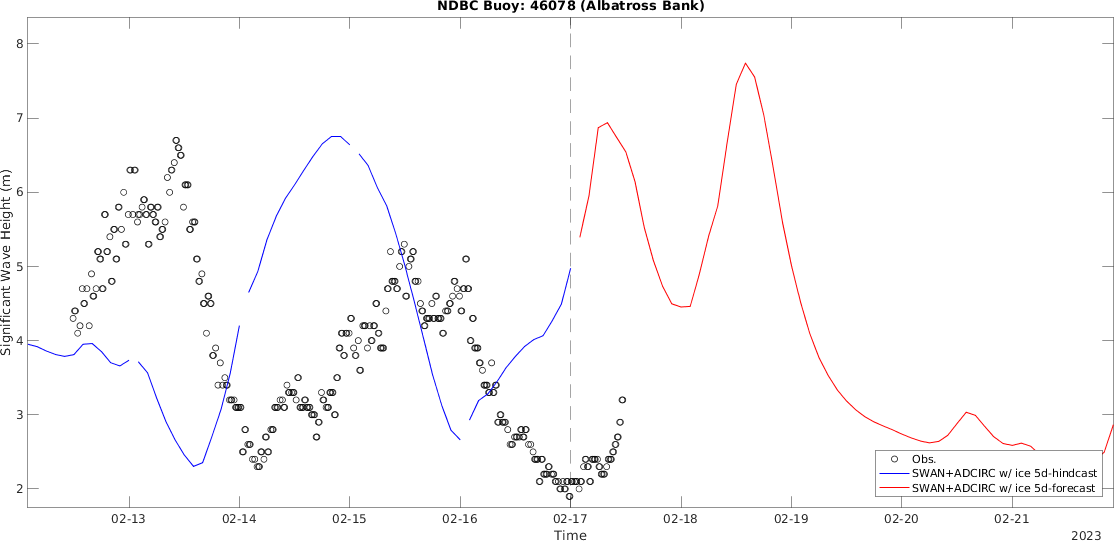 NDBC Buoy: 46078 (Albatross Bank)
8
7
6
5
4
3
2
Significant Wave Height (m)
Obs.
SWAN+ADCIRC w/ ice 5d-hindcast
SWAN+ADCIRC w/ ice 5d-forecast
02-13 02-14 02-15 02-16 02-17 02-18 02-19 02-20 02-21
Time
2023